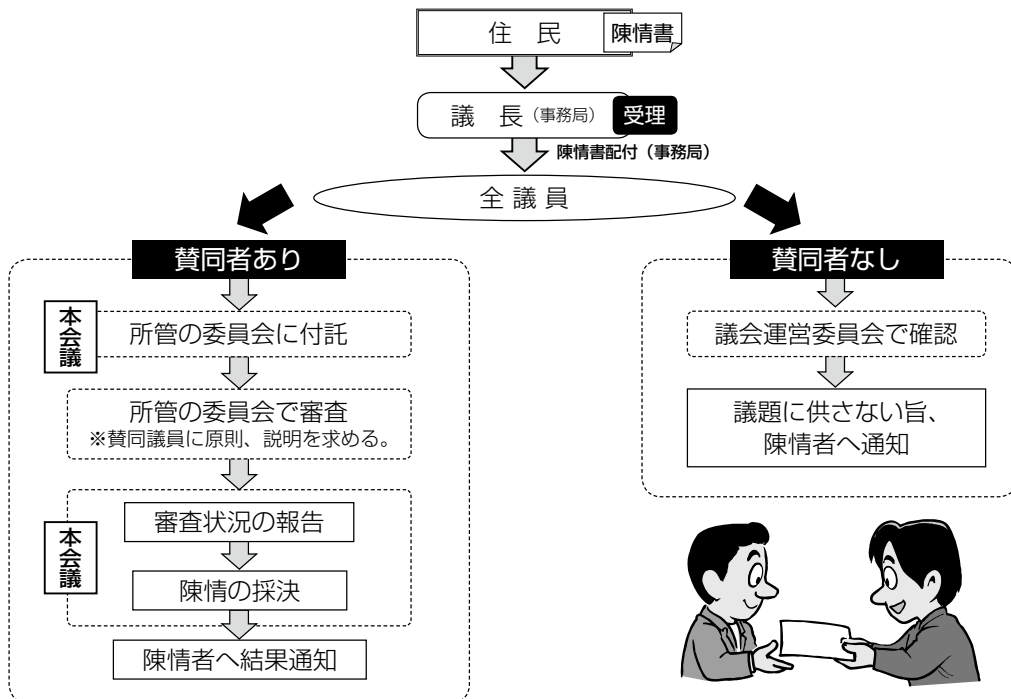 住　民
陳情書
議　長（事務局）
受理
陳情書配付（事務局）
全議員
賛同者あり
本会議
所管の委員会に付託
所管の委員会で審査
※賛同議員に原則、説明を求める。
本会議
審査状況の報告
陳情の採決
陳情者へ結果通知
賛同者なし
議会運営委員会で確認
議題に供さない旨、
陳情者へ通知